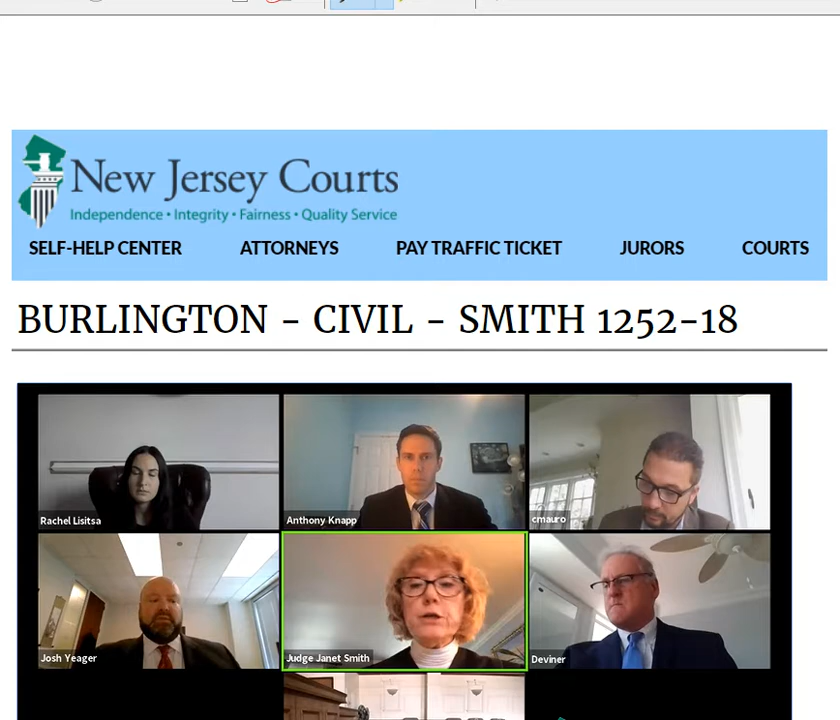 New Jersey Courts
Independence • Integrity • Fairness • Quality Service
SELF-HELP CENTER ATTORNEYS PAY TRAFFIC TICKET JURORS COURTS
BURLINGTON - CIVIL - SMITH 1252-18
Rachel Lisitsa Anthony Knapp cmauro
Josh Yeager Judge Janet Smith Deviner